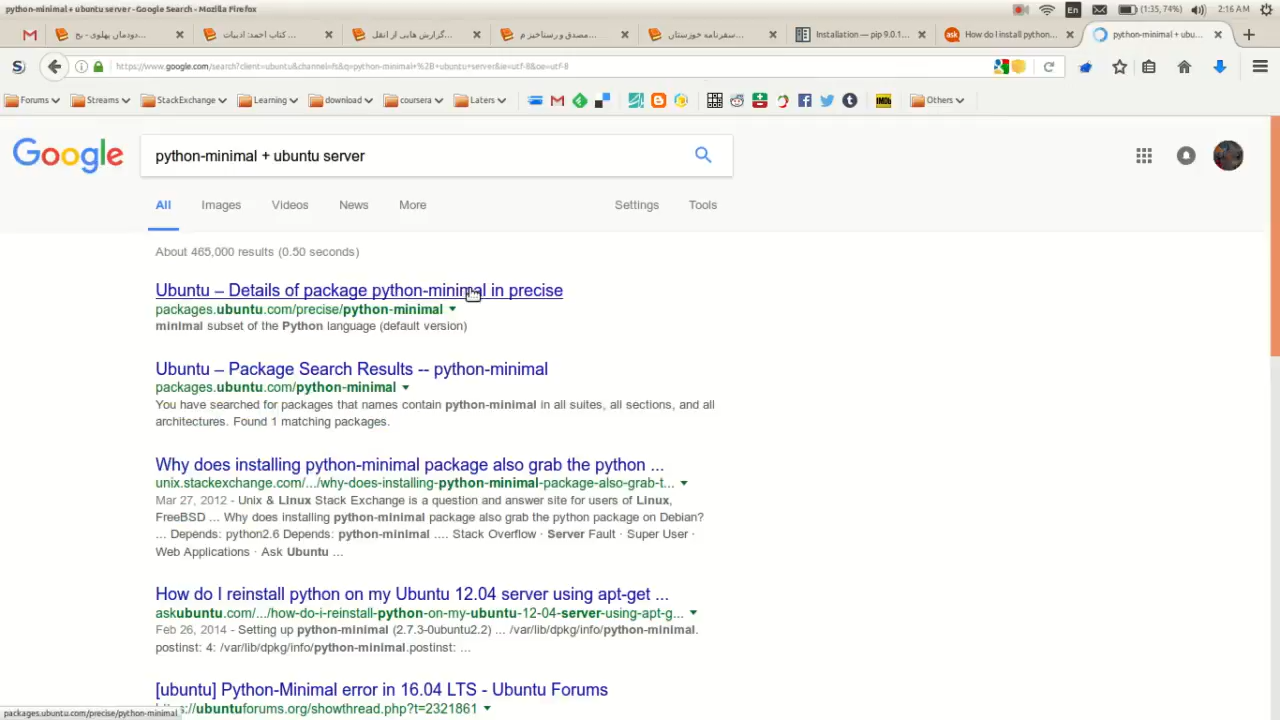 python-minimal + ubuntu server - Google Search - Mozilla Firefox
En
(1:35, 74%)
2:16 AM
دودمان پهلوی - بخ...
کتاب احمد: ادبیات ...
گزارش هایی از انقل...
مصدق و رستاخیز م...
سفرنامه خوزستان...
Installation — pip 9.0.1...
ask
How do I install python...
python-minimal + ubu...
https://www.google.com/search?client=ubuntu&channel=fs&q=python-minimal+%2B+ubuntu+server&ie=utf-8&oe=utf-8
Forums
Streams
StackExchange
Learning
download
coursera
Laters
IMDb
Others
Google
python-minimal + ubuntu server
All
Images
Videos
News
More
Settings
Tools
About 465,000 results (0.50 seconds)
Ubuntu – Details of package python-minimal in precise
packages.ubuntu.com/precise/python-minimal
minimal subset of the Python language (default version)
Ubuntu – Package Search Results -- python-minimal
packages.ubuntu.com/python-minimal
You have searched for packages that names contain python-minimal in all suites, all sections, and all
architectures. Found 1 matching packages.
Why does installing python-minimal package also grab the python ...
unix.stackexchange.com/.../why-does-installing-python-minimal-package-also-grab-t...
Mar 27, 2012 - Unix & Linux Stack Exchange is a question and answer site for users of Linux,
FreeBSD ... Why does installing python-minimal package also grab the python package on Debian?
... Depends: python2.6 Depends: python-minimal .... Stack Overflow · Server Fault · Super User ·
Web Applications · Ask Ubuntu ...
How do I reinstall python on my Ubuntu 12.04 server using apt-get ...
askubuntu.com/.../how-do-i-reinstall-python-on-my-ubuntu-12-04-server-using-apt-g...
Feb 26, 2014 - Setting up python-minimal (2.7.3-0ubuntu2.2) ... /var/lib/dpkg/info/python-minimal.
postinst: 4: /var/lib/dpkg/info/python-minimal.postinst: ...
[ubuntu] Python-Minimal error in 16.04 LTS - Ubuntu Forums
s://ubuntuforums.org/showthread.php?t=2321861
packages.ubuntu.com/precise/python-minimal